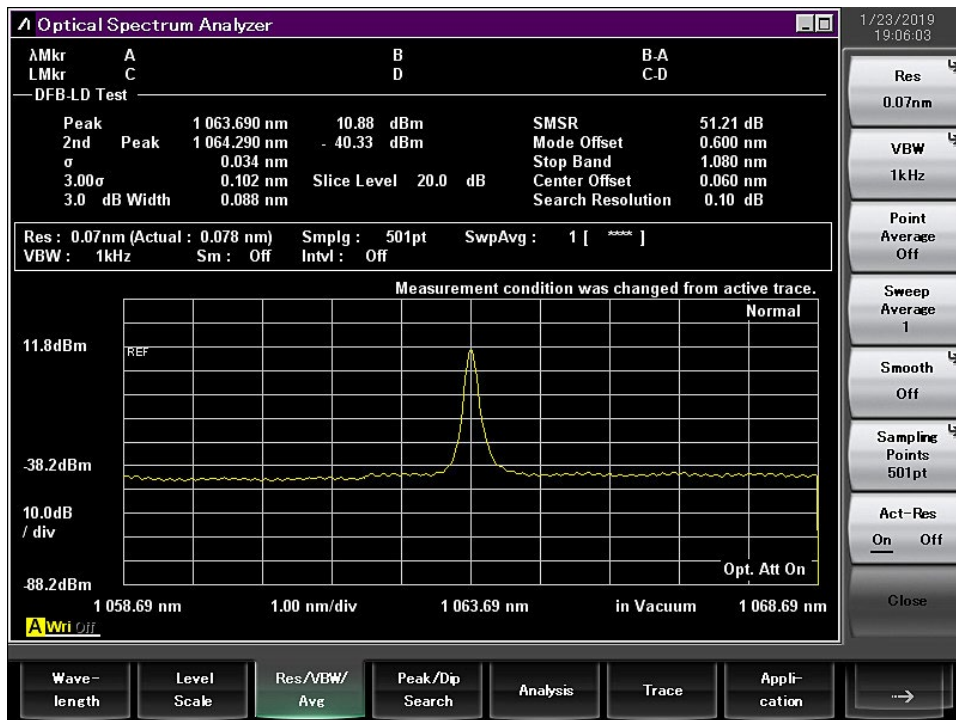 Optical Spectrum Analyzer
1/23/2019
19:06:03
λMkr A B B-A
LMkr C D C-D
DFB-LD Test
Peak 1 063.690 nm 10.88 dBm SMSR 51.21 dB
2nd Peak 1 064.290 nm - 40.33 dBm Mode Offset 0.600 nm
σ 0.034 nm Stop Band 1.080 nm
3.00σ 0.102 nm Slice Level 20.0 dB Center Offset 0.060 nm
3.0 dB Width 0.088 nm Search Resolution 0.10 dB
Res : 0.07nm (Actual : 0.078 nm) Smplg : 501pt SwpAvg : 1 [ **** ]
VBW : 1kHz Sm : Off Intvl : Off
Measurement condition was changed from active trace.
Normal
11.8dBm
REF
-38.2dBm
10.0dB
/ div
Opt. Att On
-88.2dBm
1 058.69 nm 1.00 nm/div 1 063.69 nm in Vacuum 1 068.69 nm
A Wri Off
Res
0.07nm
VBW
1kHz
Point
Average
Off
Sweep
Average
1
Smooth
Off
Sampling
Points
501pt
Act-Res
On Off
Close
Wave-
length
Level
Scale
Res/VBW/
Avg
Peak/Dip
Search
Analysis
Trace
Appli-
cation